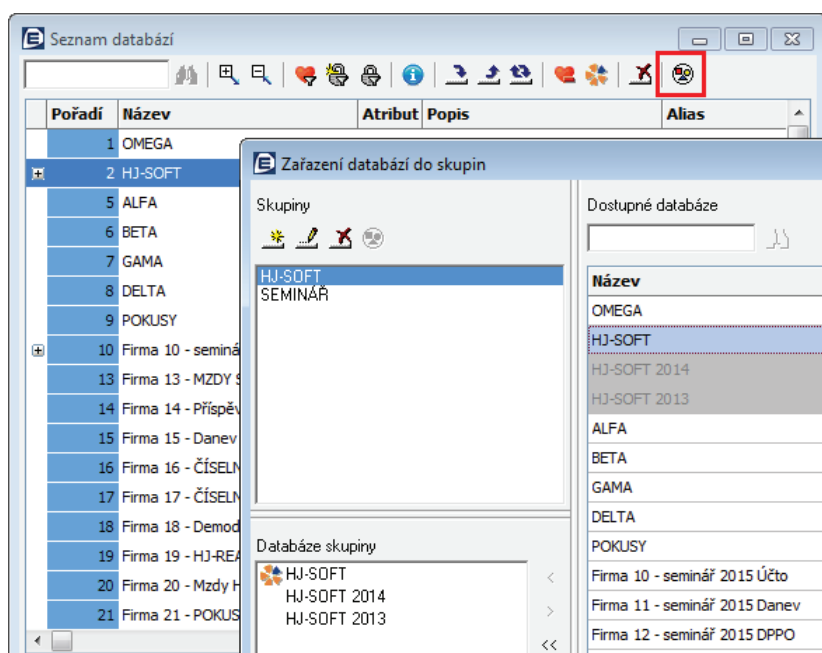 Seznam databází
Pořadí Název Atribut Popis Alias
1 OMEGA
2 HJ-SOFT
5 ALFA
6 BETA
7 GAMA
8 DELTA
9 POKUSY
10 Firma 10 - seminá
13 Firma 13 - MZDY
14 Firma 14 - Příspěv
15 Firma 15 - Danev
16 Firma 16 - ČÍSELN
17 Firma 17 - ČÍSELN
18 Firma 18 - Demod
19 Firma 19 - HJ-REA
20 Firma 20 - Mzdy H
21 Firma 21 - POKUS
Zařazení databází do skupin
Skupiny
HJ-SOFT
SEMINÁŘ
Databáze skupiny
HJ-SOFT
HJ-SOFT 2014
HJ-SOFT 2013
<
>
<<
Dostupné databáze
Název
OMEGA
HJ-SOFT
HJ-SOFT 2014
HJ-SOFT 2013
ALFA
BETA
GAMA
DELTA
POKUSY
Firma 10 - seminář 2015 Účto
Firma 11 - seminář 2015 Danev
Firma 12 - seminář 2015 DPPO